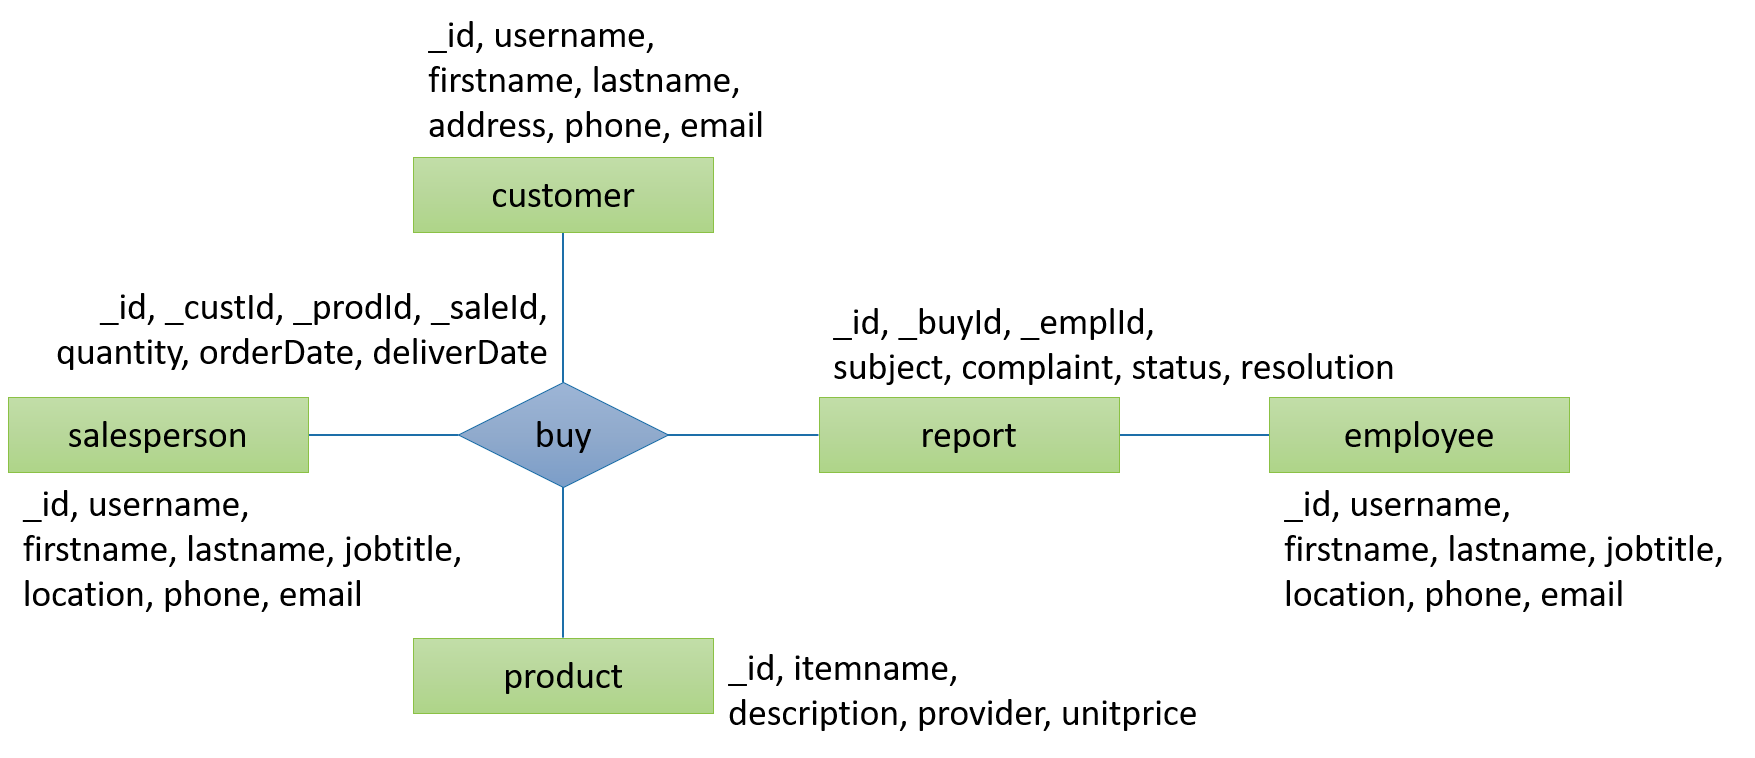 _id, username,
firstname, lastname,
address, phone, email
customer
_id, _custId, _prodId, _saleId,
quantity, orderDate, deliverDate
_id, _buyId, _emplId,
subject, complaint, status, resolution
salesperson
buy
report
employee
_id, username,
firstname, lastname, jobtitle,
location, phone, email
_id, username,
firstname, lastname, jobtitle,
location, phone, email
product
_id, itemname,
description, provider, unitprice